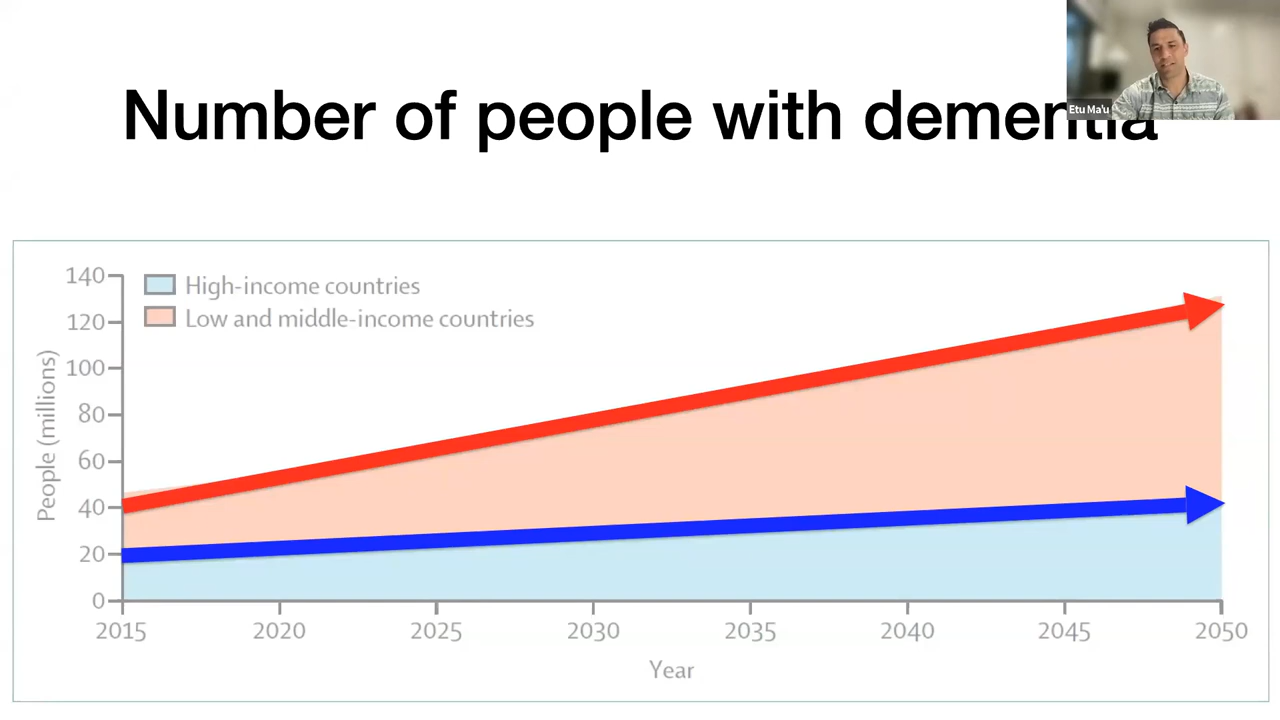 Number of people with dementia
Etu Ma'u
140
120
100
80
60
40
20
0
People (millions)
High-income countries
Low and middle-income countries
2015 2020 2025 2030 2035 2040 2045 2050
Year